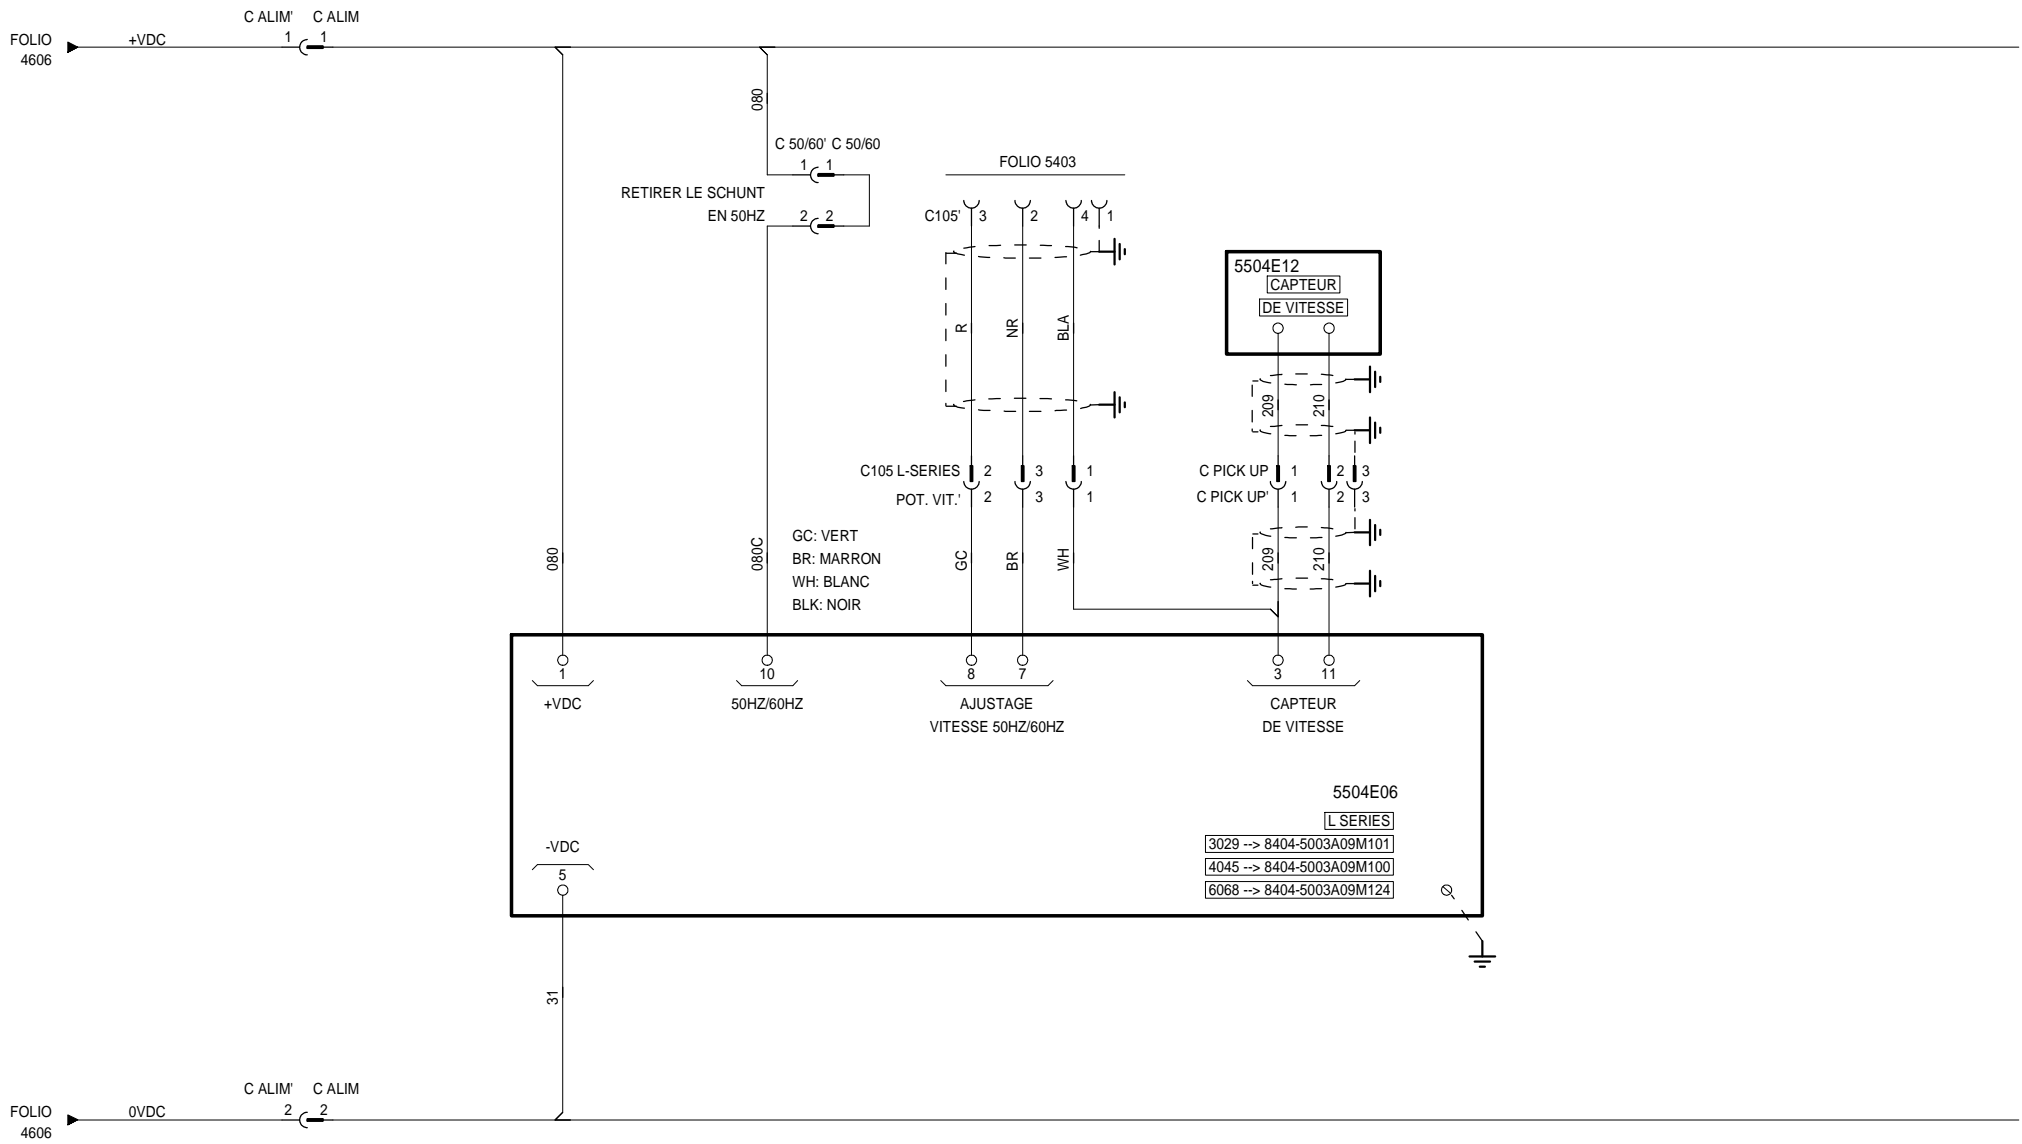 C ALIM' C ALIM
FOLIO +VDC 1 1
4606
080
C 50/60' C 50/60
1 1
FOLIO 5403
RETIRER LE SCHUNT
EN 50HZ 2 2
C105' 3 2 4 1
5504E12
CAPTEUR
DE VITESSE
R NR BLA
209 210
C105 L-SERIES 2 3 1
POT. VIT.' 2 3 1
C PICK UP 1 2 3
C PICK UP' 1 2 3
GC: VERT
BR: MARRON
WH: BLANC
BLK: NOIR
080 080C GC BR WH 209 210
1 10 8 7 3 11
+VDC
50HZ/60HZ
AJUSTAGE
VITESSE 50HZ/60HZ
CAPTEUR
DE VITESSE
5504E06
L SERIES
3029 --> 8404-5003A09M101
4045 --> 8404-5003A09M100
6068 --> 8404-5003A09M124
-VDC
5
31
C ALIM' C ALIM
FOLIO 0VDC 2 2
4606